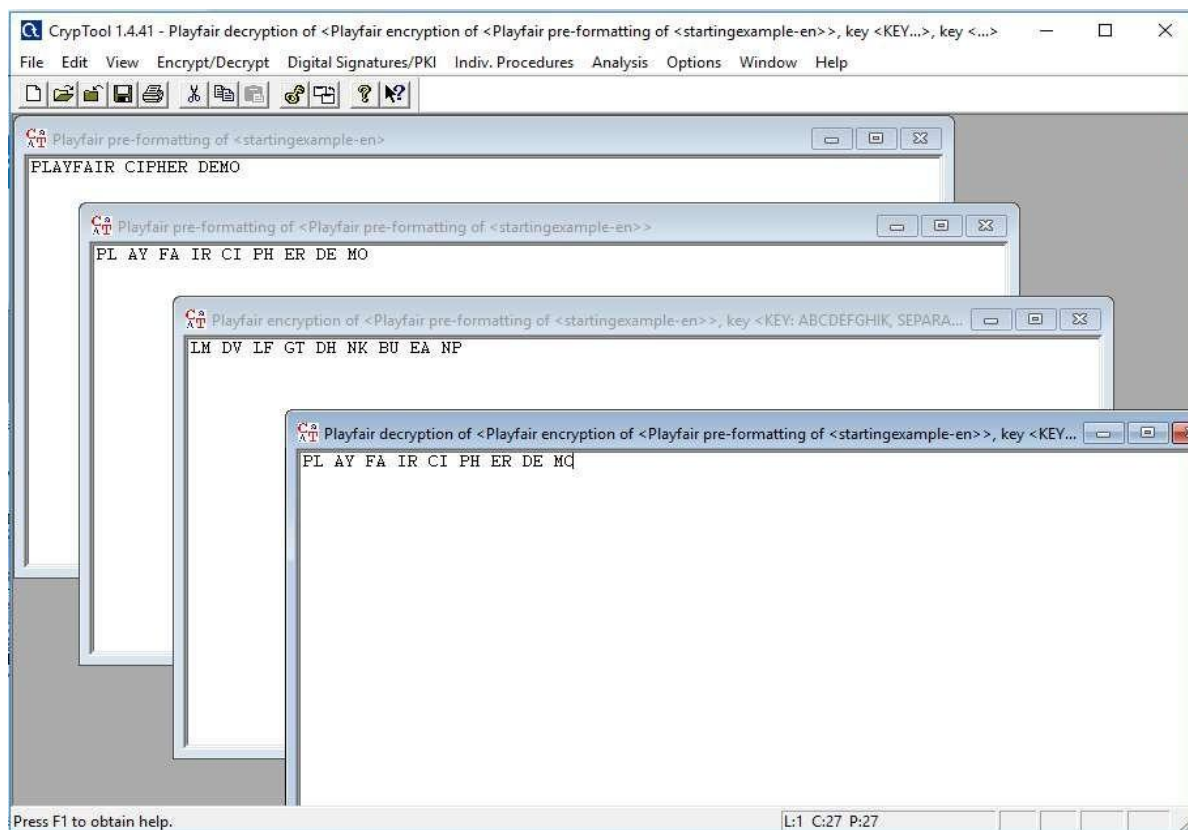 CrypTool 1.4.41 - Playfair decryption of <Playfair encryption of <Playfair pre-formatting of <startingexample-en>>, key <KEY...>, key <...>
File Edit View Encrypt/Decrypt Digital Signatures/PKI Indiv. Procedures Analysis Options Window Help
Playfair pre-formatting of <startingexample-en>
PLAYFAIR CIPHER DEMO
Playfair pre-formatting of <Playfair pre-formatting of <startingexample-en>>
PL AY FA IR CI PH ER DE MO
Playfair encryption of <Playfair pre-formatting of <startingexample-en>>, key <KEY: ABCDEFGHIK, SEPARA...
LM DV LF GT DH NK BU EA NP
Playfair decryption of <Playfair encryption of <Playfair pre-formatting of <startingexample-en>>, key <KEY...
PL AY FA IR CI PH ER DE MO
Press F1 to obtain help.
L:1 C:27 P:27